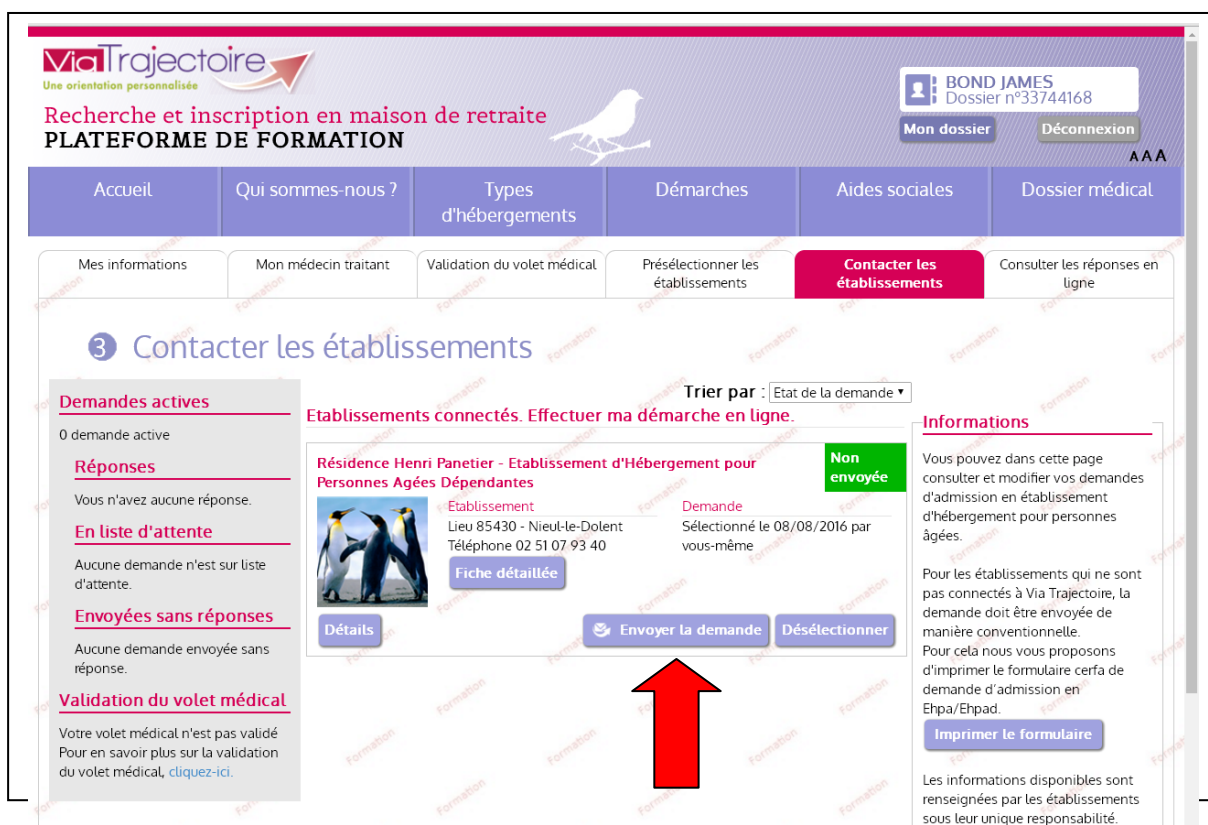 ViaTrajectoire
Une orientation personnalisée
Recherche et inscription en maison de retraite
PLATEFORME DE FORMATION
BOND JAMES
Dossier n°33744168
Mon dossier
Déconnexion
A A A
Accueil
Qui sommes-nous ?
Types
d'hébergements
Démarches
Aides sociales
Dossier médical
Mes informations
Mon médecin traitant
Validation du volet médical
Présélectionner les
établissements
Contacter les
établissements
Consulter les réponses en
ligne
3 Contacter les établissements
Demandes actives
0 demande active
Réponses
Vous n'avez aucune réponse.
En liste d'attente
Aucune demande n'est sur liste
d'attente.
Envoyées sans réponses
Aucune demande envoyée sans
réponse.
Validation du volet médical
Votre volet médical n'est pas validé
Pour en savoir plus sur la validation
du volet médical, cliquez-ici.
Trier par : Etat de la demande
Etablissements connectés. Effectuer ma démarche en ligne.
Résidence Henri Panetier - Etablissement d'Hébergement pour
Personnes Agées Dépendantes
Non
envoyée
Etablissement
Lieu 85430 - Nieul-le-Dolent
Téléphone 02 51 07 93 40
Fiche détaillée
Demande
Sélectionné le 08/08/2016 par
vous-même
Détails
Envoyer la demande
Désélectionner
Informations
Vous pouvez dans cette page
consulter et modifier vos demandes
d'admission en établissement
d'hébergement pour personnes
âgées.
Pour les établissements qui ne sont
pas connectés à Via Trajectoire, la
demande doit être envoyée de
manière conventionnelle.
Pour cela nous vous proposons
d'imprimer le formulaire cerfa de
demande d'admission en
Ehpa/Ehpad.
Imprimer le formulaire
Les informations disponibles sont
renseignées par les établissements
sous leur unique responsabilité.
Formation